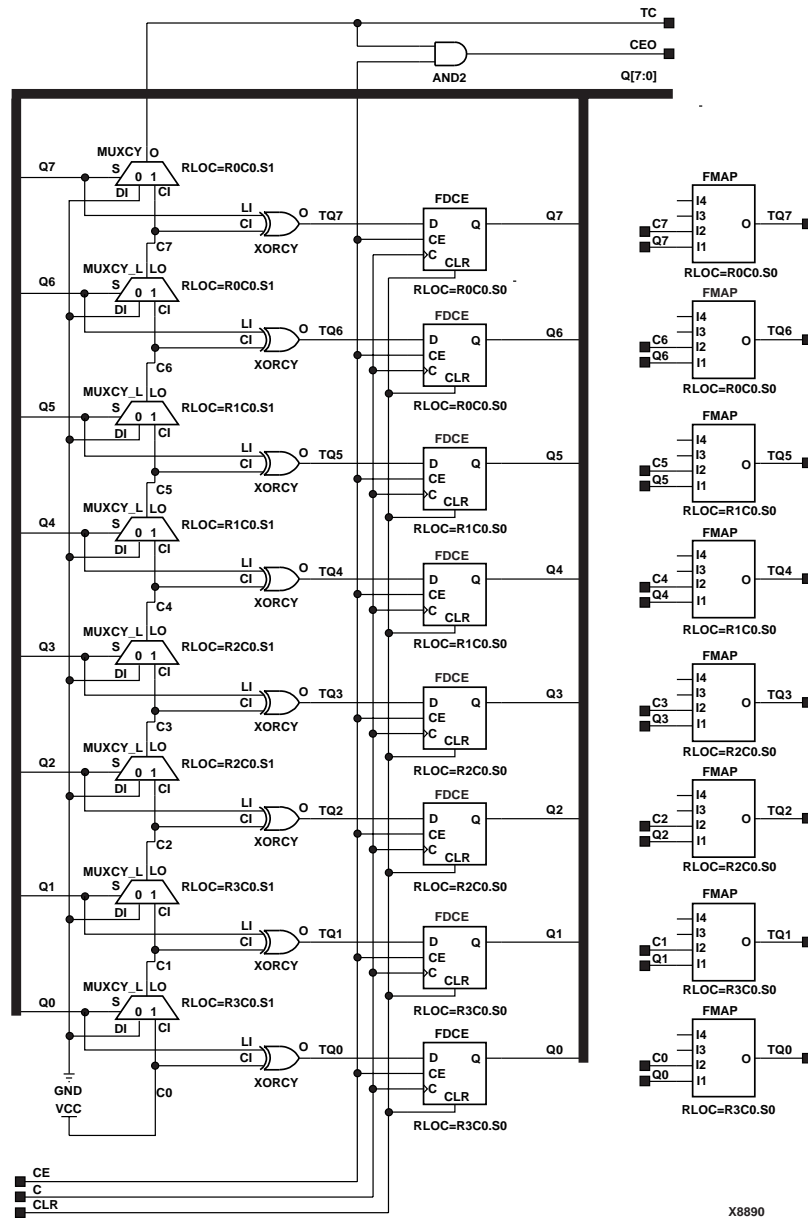 TC
CEO
AND2
Q[7:0]
MUXCY O
Q7 S 0 1 RLOC=R0C0.S1
DI CI
LI O TQ7
CI
XORCY
C7
FDCE
D Q Q7
CE
C
CLR
RLOC=R0C0.S0
FMAP
I4
I3
C7 I2 O TQ7
Q7 I1
RLOC=R0C0.S0
MUXCY_L LO
Q6 S 0 1 RLOC=R0C0.S1
DI CI
LI O TQ6
CI
XORCY
C6
FDCE
D Q Q6
CE
C
CLR
RLOC=R0C0.S0
FMAP
I4
I3
C6 I2 O TQ6
Q6 I1
RLOC=R0C0.S0
MUXCY_L LO
Q5 S 0 1 RLOC=R1C0.S1
DI CI
LI O TQ5
CI
XORCY
C5
FDCE
D Q Q5
CE
C
CLR
RLOC=R1C0.S0
FMAP
I4
I3
C5 I2 O TQ5
Q5 I1
RLOC=R1C0.S0
MUXCY_L LO
Q4 S 0 1 RLOC=R1C0.S1
DI CI
LI O TQ4
CI
XORCY
C4
FDCE
D Q Q4
CE
C
CLR
RLOC=R1C0.S0
FMAP
I4
I3
C4 I2 O TQ4
Q4 I1
RLOC=R1C0.S0
MUXCY_L LO
Q3 S 0 1 RLOC=R2C0.S1
DI CI
LI O TQ3
CI
XORCY
C3
FDCE
D Q Q3
CE
C
CLR
RLOC=R2C0.S0
FMAP
I4
I3
C3 I2 O TQ3
Q3 I1
RLOC=R2C0.S0
MUXCY_L LO
Q2 S 0 1 RLOC=R2C0.S1
DI CI
LI O TQ2
CI
XORCY
C2
FDCE
D Q Q2
CE
C
CLR
RLOC=R2C0.S0
FMAP
I4
I3
C2 I2 O TQ2
Q2 I1
RLOC=R2C0.S0
MUXCY_L LO
Q1 S 0 1 RLOC=R3C0.S1
DI CI
LI O TQ1
CI
XORCY
C1
FDCE
D Q Q1
CE
C
CLR
RLOC=R3C0.S0
FMAP
I4
I3
C1 I2 O TQ1
Q1 I1
RLOC=R3C0.S0
MUXCY_L LO
Q0 S 0 1 RLOC=R3C0.S1
DI CI
LI O TQ0
CI
XORCY
C0
FDCE
D Q Q0
CE
C
CLR
RLOC=R3C0.S0
FMAP
I4
I3
C0 I2 O TQ0
Q0 I1
RLOC=R3C0.S0
GND
VCC
CE
C
CLR
X8890